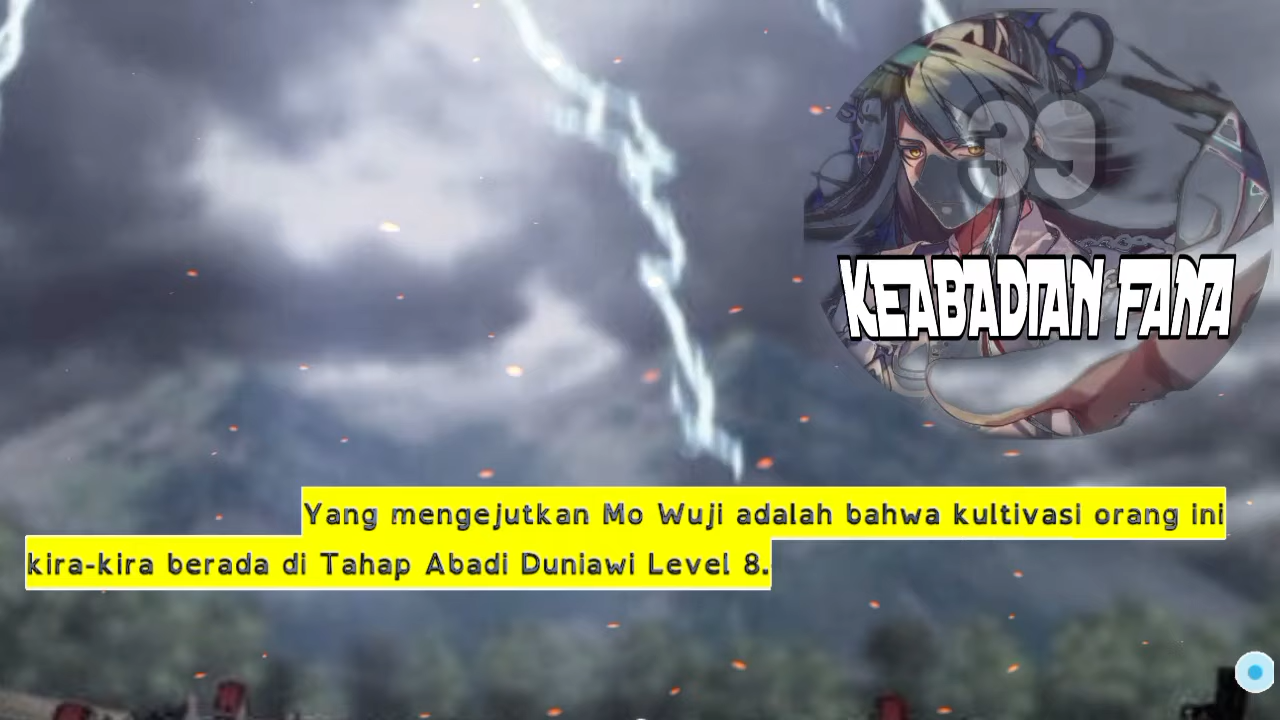 39
KEABADIAN FANA
Yang mengejutkan Mo Wuji adalah bahwa kultivasi orang ini
kira-kira berada di Tahap Abadi Duniawi Level 8.